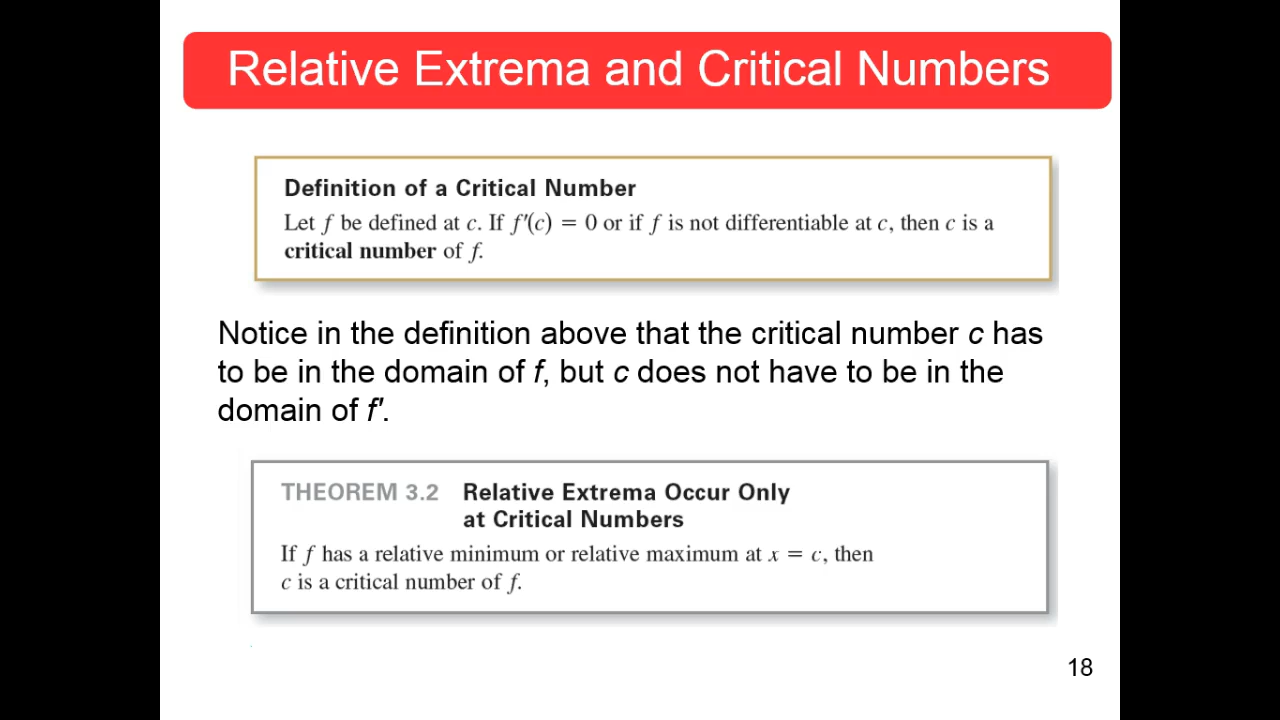 Relative Extrema and Critical Numbers
Definition of a Critical Number
Let f be defined at c. If f′(c) = 0 or if f is not differentiable at c, then c is a
critical number of f.
Notice in the definition above that the critical number c has
to be in the domain of f, but c does not have to be in the
domain of f′.
THEOREM 3.2 Relative Extrema Occur Only
at Critical Numbers
If f has a relative minimum or relative maximum at x = c, then
c is a critical number of f.
18